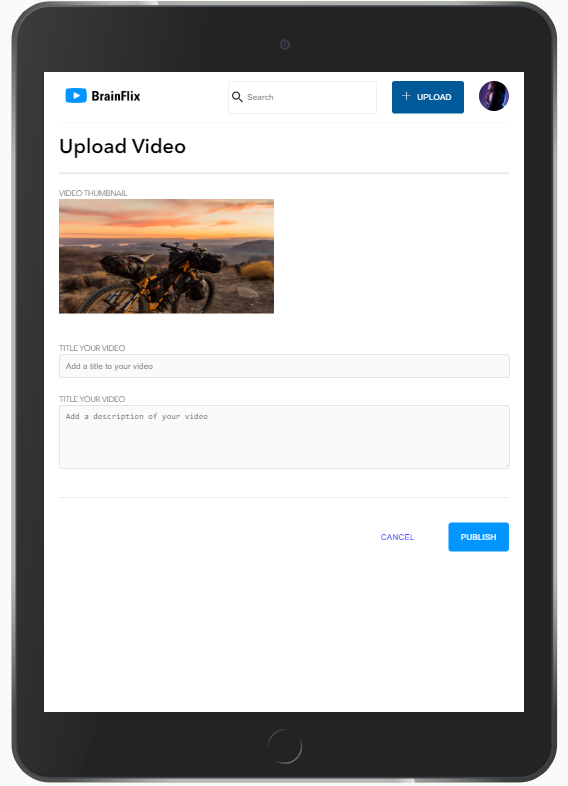 BrainFlix
Search
UPLOAD
Upload Video
VIDEO THUMBNAIL
TITLE YOUR VIDEO
Add a title to your video
TITLE YOUR VIDEO
Add a description of your video
CANCEL
PUBLISH